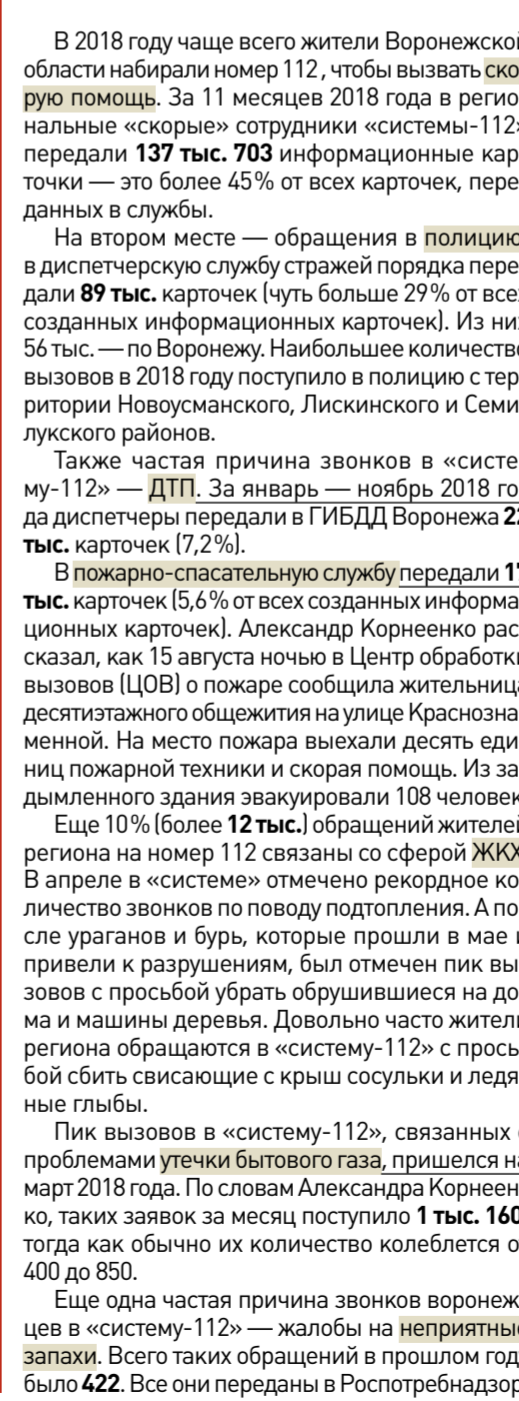 В 2018 году чаще всего жители Воронежской
области набирали номер 112, чтобы вызвать ско
рую помощь. За 11 месяцев 2018 года в регио
нальные «скорые» сотрудники «системы-112»
передали 137 тыс. 703 информационные кар
точки — это более 45% от всех карточек, пере
данных в службы.
На втором месте — обращения в полицию
в диспетчерскую службу стражей порядка пере
дали 89 тыс. карточек (чуть больше 29% от всех
созданных информационных карточек). Из них
56 тыс. — по Воронежу. Наибольшее количество
вызовов в 2018 году поступило в полицию с тер
ритории Новоусманского, Лискинского и Семи
лукского районов.
Также частая причина звонков в «систе
му-112» — ДТП. За январь — ноябрь 2018 го
да диспетчеры передали в ГИБДД Воронежа 22
тыс. карточек (7,2%).
В пожарно-спасательную службу передали 17
тыс. карточек (5,6% от всех созданных информа
ционных карточек). Александр Корнеенко рас
сказал, как 15 августа ночью в Центр обработки
вызовов (ЦОВ) о пожаре сообщила жительница
десятиэтажного общежития на улице Краснозна
менной. На место пожара выехали десять еди
ниц пожарной техники и скорая помощь. Из за
дымленного здания эвакуировали 108 человек
Еще 10% (более 12 тыс.) обращений жителей
региона на номер 112 связаны со сферой ЖКХ
В апреле в «системе» отмечено рекордное ко
личество звонков по поводу подтопления. А по
сле ураганов и бурь, которые прошли в мае и
привели к разрушениям, был отмечен пик вы
зовов с просьбой убрать обрушившиеся на до
ма и машины деревья. Довольно часто жители
региона обращаются в «систему-112» с прось
бой сбить свисающие с крыш сосульки и ледя
ные глыбы.
Пик вызовов в «систему-112», связанных с
проблемами утечки бытового газа, пришелся на
март 2018 года. По словам Александра Корнеен
ко, таких заявок за месяц поступило 1 тыс. 160
тогда как обычно их количество колеблется о
400 до 850.
Еще одна частая причина звонков воронеж
цев в «систему-112» — жалобы на неприятные
запахи. Всего таких обращений в прошлом год
было 422. Все они переданы в Роспотребнадзор